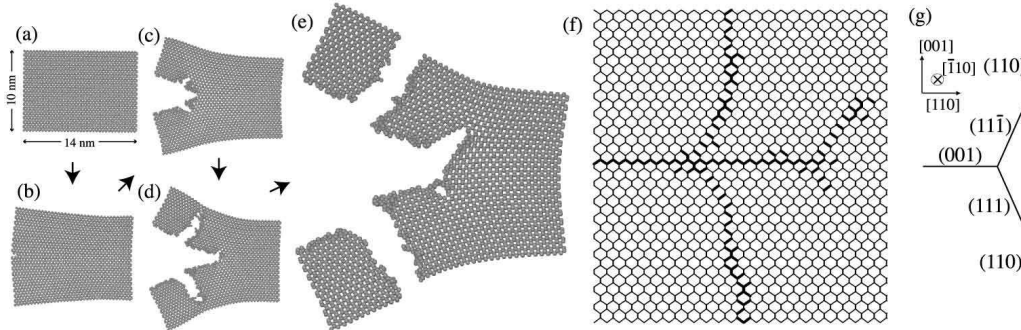 (a)
10 nm
14 nm
(b)
(c)
(d)
(e)
(f)
(g)
[001]
[1̄10]
[110]
(110)
(111̄)
(001)
(111)
(110)